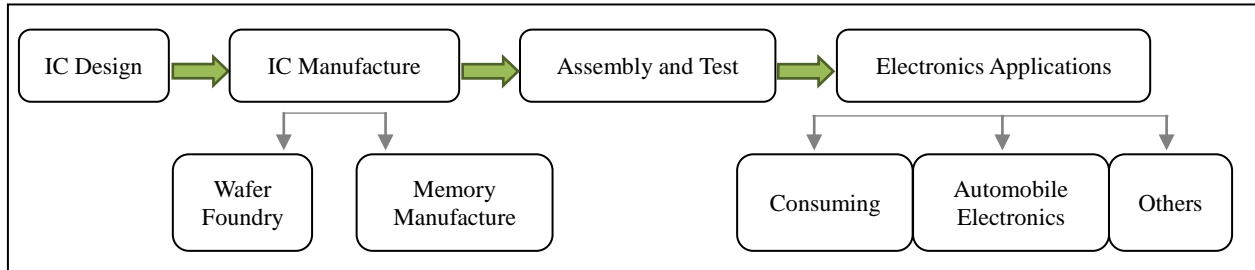 IC Design
IC Manufacture
Assembly and Test
Electronics Applications
Wafer
Foundry
Memory
Manufacture
Consuming
Automobile
Electronics
Others